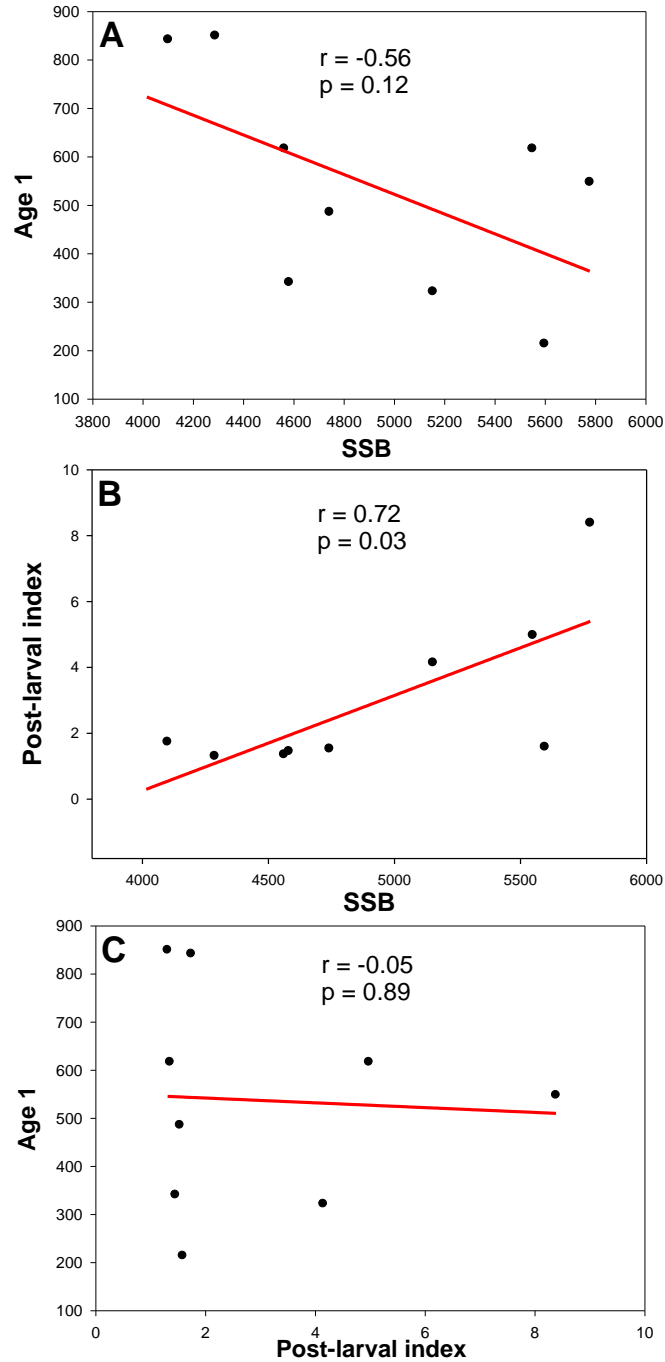 A
r = -0.56
p = 0.12
900
800
700
600
500
400
300
200
100
Age 1
3800 4000 4200 4400 4600 4800 5000 5200 5400 5600 5800 6000
SSB
B
r = 0.72
p = 0.03
10
8
6
4
2
0
Post-larval index
4000 4500 5000 5500 6000
SSB
C
r = -0.05
p = 0.89
900
800
700
600
500
400
300
200
100
Age 1
0 2 4 6 8 10
Post-larval index